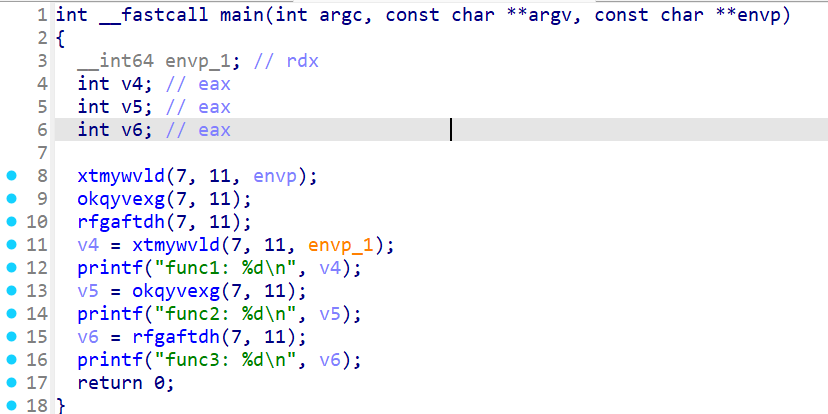 1 int __fastcall main(int argc, const char **argv, const char **envp)
2 {
3   __int64 envp_1; // rdx
4   int v4; // eax
5   int v5; // eax
6   int v6; // eax
7
8   xtmywvld(7, 11, envp);
9   okqyvexg(7, 11);
10   rfgaftdh(7, 11);
11   v4 = xtmywvld(7, 11, envp_1);
12   printf("func1: %d\n", v4);
13   v5 = okqyvexg(7, 11);
14   printf("func2: %d\n", v5);
15   v6 = rfgaftdh(7, 11);
16   printf("func3: %d\n", v6);
17   return 0;
18 }